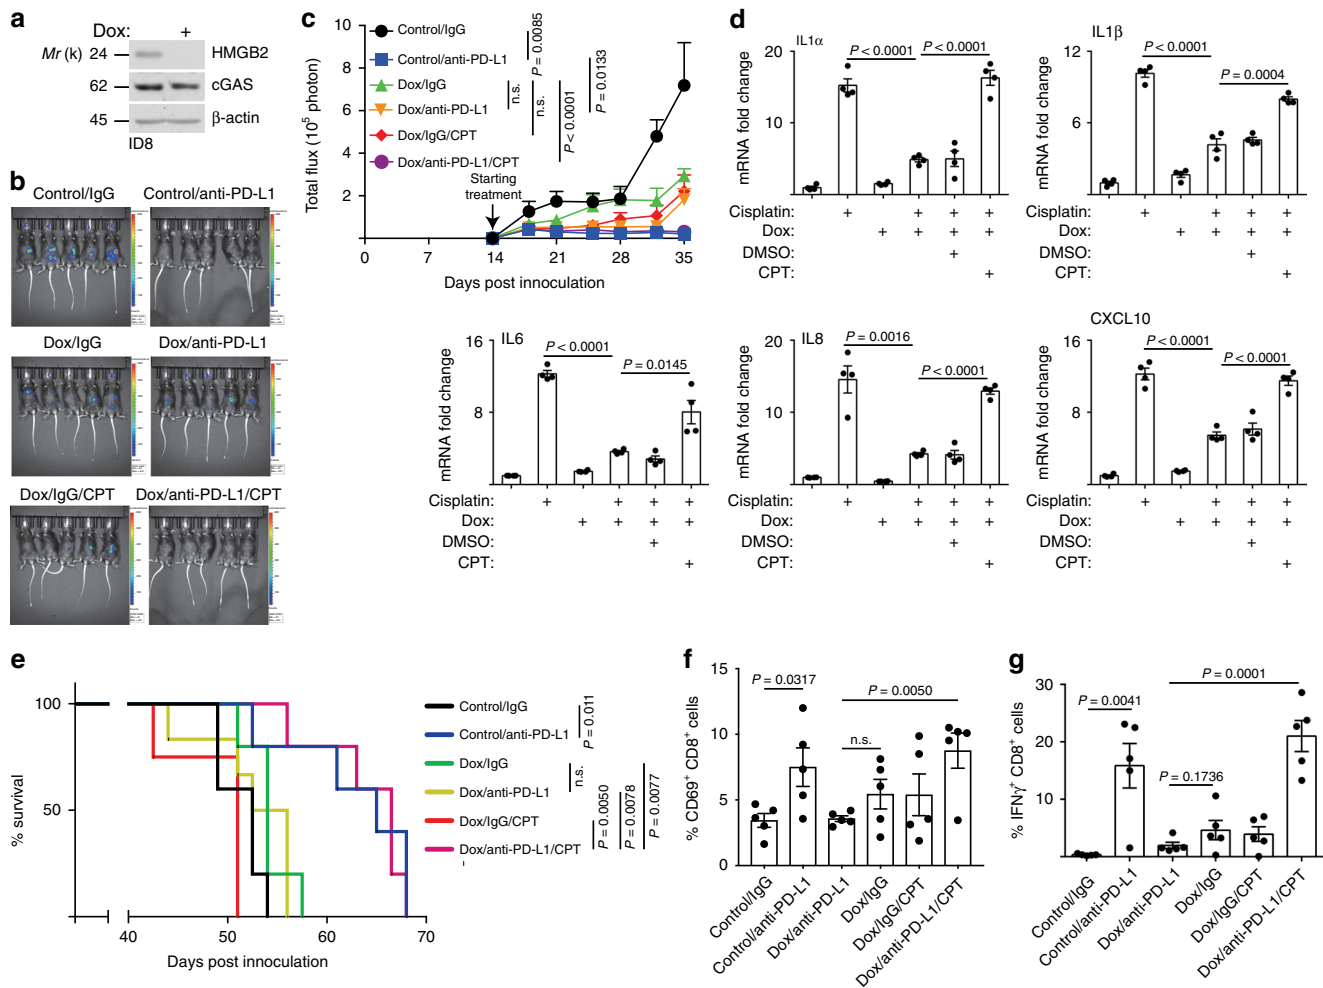 a
Dox: +
Mr (k) 24 HMGB2
62 cGAS
45 β-actin
ID8
b
Control/IgG Control/anti-PD-L1
Dox/IgG Dox/anti-PD-L1
Dox/IgG/CPT Dox/anti-PD-L1/CPT
c
Total flux (10⁵ photon)
10
8
6
4
2
0
0 7 14 21 28 35
Days post innoculation
Starting
treatment
Control/IgG
Control/anti-PD-L1
Dox/IgG
Dox/anti-PD-L1
Dox/IgG/CPT
Dox/anti-PD-L1/CPT
P = 0.0085
n.s.
n.s.
P < 0.0001
P = 0.0133
d
IL1α
mRNA fold change
20
10
0
P < 0.0001 P < 0.0001
Cisplatin: + + + +
Dox: + + + +
DMSO: +
CPT: +
IL1β
mRNA fold change
12
6
0
P < 0.0001
P = 0.0004
Cisplatin: + + + +
Dox: + + + +
DMSO: +
CPT: +
IL6
mRNA fold change
16
8
0
P < 0.0001
P = 0.0145
Cisplatin: + + + +
Dox: + + + +
DMSO: +
CPT: +
IL8
mRNA fold change
20
10
0
P = 0.0016
P < 0.0001
Cisplatin: + + + +
Dox: + + + +
DMSO: +
CPT: +
CXCL10
mRNA fold change
16
8
0
P < 0.0001
P < 0.0001
Cisplatin: + + + +
Dox: + + + +
DMSO: +
CPT: +
e
% survival
100
50
40 50 60 70
Days post innoculation
Control/IgG
Control/anti-PD-L1
Dox/IgG
Dox/anti-PD-L1
Dox/IgG/CPT
Dox/anti-PD-L1/CPT
P = 0.011
n.s.
P = 0.0050
P = 0.0078
P = 0.0077
f
% CD69⁺ CD8⁺ cells
15
10
5
0
P = 0.0317
P = 0.0050
n.s.
Control/IgG
Control/anti-PD-L1
Dox/anti-PD-L1
Dox/IgG
Dox/IgG/CPT
Dox/anti-PD-L1/CPT
g
% IFNγ⁺ CD8⁺ cells
30
20
10
P = 0.0041
P = 0.0001
P = 0.1736
Control/IgG
Control/anti-PD-L1
Dox/anti-PD-L1
Dox/IgG
Dox/IgG/CPT
Dox/anti-PD-L1/CPT